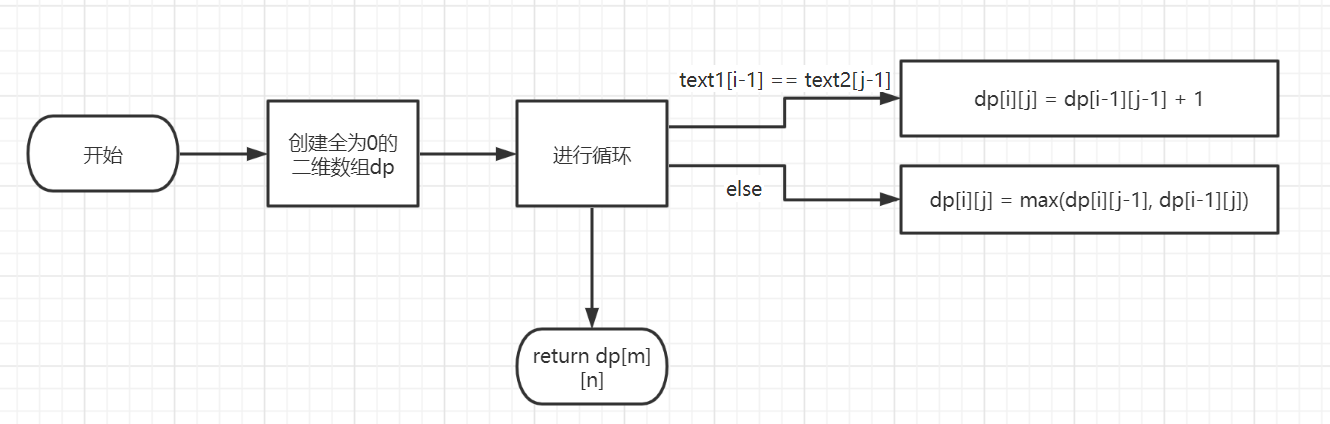 开始
创建全为0的
二维数组dp
进行循环
text1[i-1] == text2[j-1]
dp[i][j] = dp[i-1][j-1] + 1
else
dp[i][j] = max(dp[i][j-1], dp[i-1][j])
return dp[m]
[n]